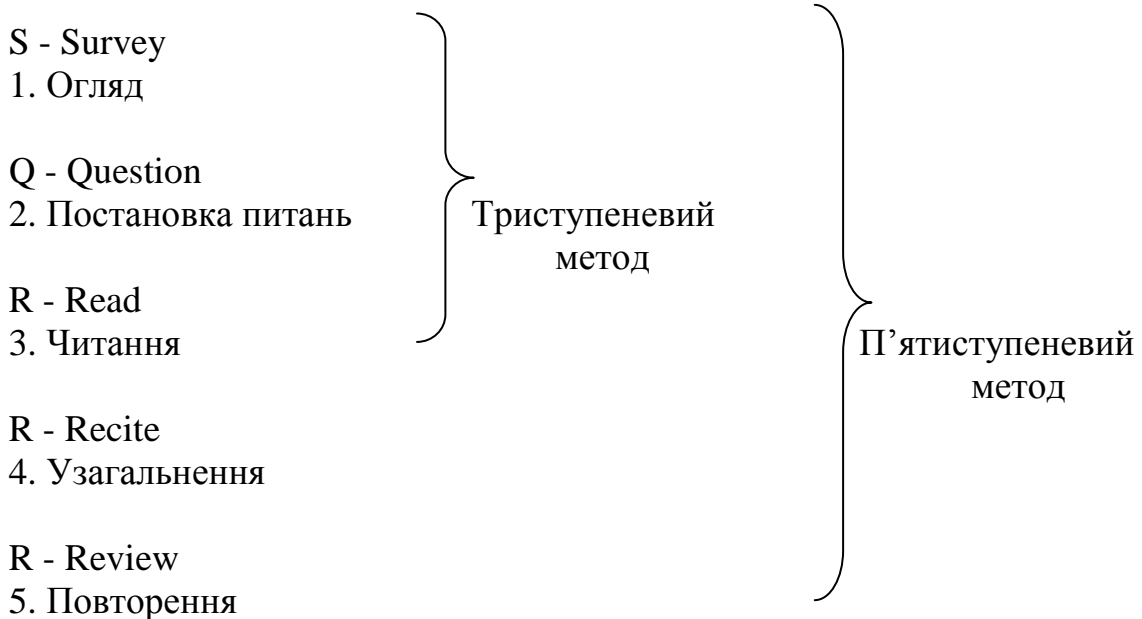 S - Survey
1. Огляд
Q - Question
2. Постановка питань
R - Read
3. Читання
R - Recite
4. Узагальнення
R - Review
5. Повторення
Триступеневий
метод
П’ятиступеневий
метод